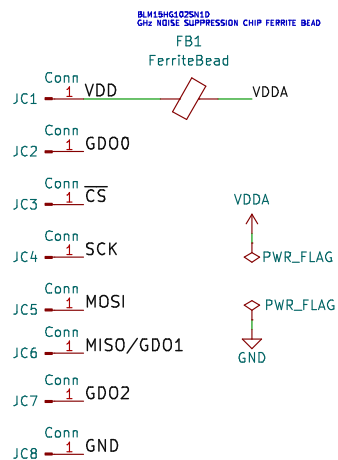 BLM15HG102SN1D
GHz NOISE SUPPRESSION CHIP FERRITE BEAD
FB1
FerriteBead
Conn
JC1 1 VDD VDDA
Conn
JC2 1 GDO0
Conn
JC3 1 CS
VDDA
Conn
JC4 1 SCK
PWR_FLAG
Conn
JC5 1 MOSI
PWR_FLAG
Conn
JC6 1 MISO/GDO1
GND
Conn
JC7 1 GDO2
Conn
JC8 1 GND